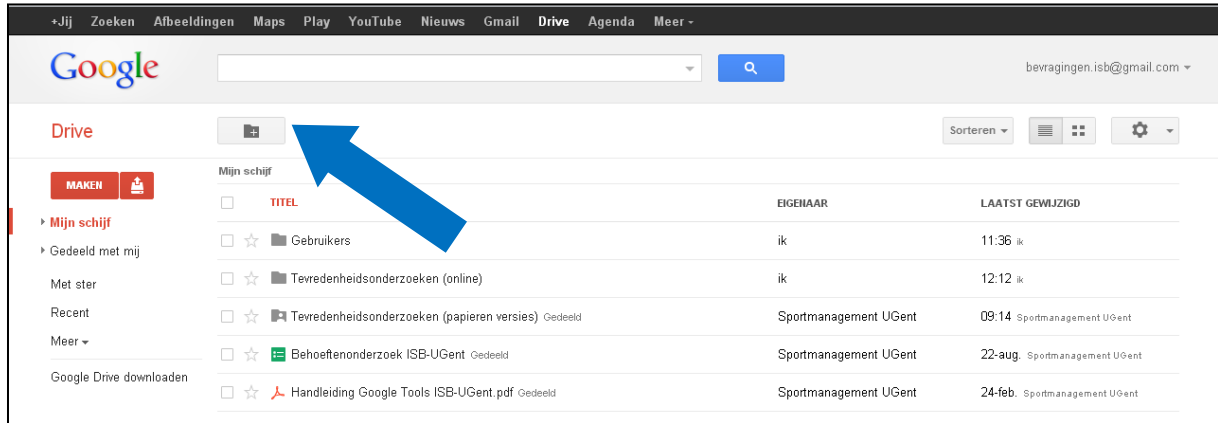 +Jij Zoeken Afbeeldingen Maps Play YouTube Nieuws Gmail Drive Agenda Meer
Google
bevragingen.isb@gmail.com
Drive
Sorteren
MAKEN
Mijn schijf
Gedeeld met mij
Met ster
Recent
Meer
Google Drive downloaden
Mijn schijf
TITEL EIGENAAR LAATST GEWIJZIGD
Gebruikers ik 11:36 ik
Tevredenheidsonderzoeken (online) ik 12:12 ik
Tevredenheidsonderzoeken (papieren versies) Gedeeld Sportmanagement UGent 09:14 Sportmanagement UGent
Behoeftenonderzoek ISB-UGent Gedeeld Sportmanagement UGent 22-aug. Sportmanagement UGent
Handleiding Google Tools ISB-UGent.pdf Gedeeld Sportmanagement UGent 24-feb. Sportmanagement UGent